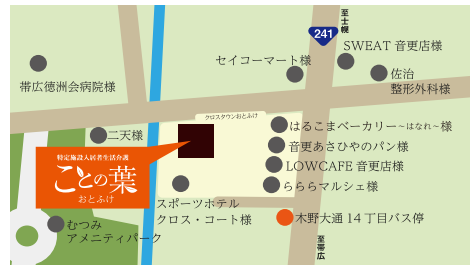 至士幌
241
SWEAT 音更店様
セイコーマート様
佐治
整形外科様
帯広徳洲会病院様
クロスタウンおとふけ
はるこまベーカリー~はなれ~様
二天様
音更あさひやのパン様
特定施設入居者生活介護
ことの葉
おとふけ
LOWCAFE 音更店様
らららマルシェ様
スポーツホテル
クロス・コート様
木野大通 14 丁目バス停
むつみ
アメニティパーク
至帯広